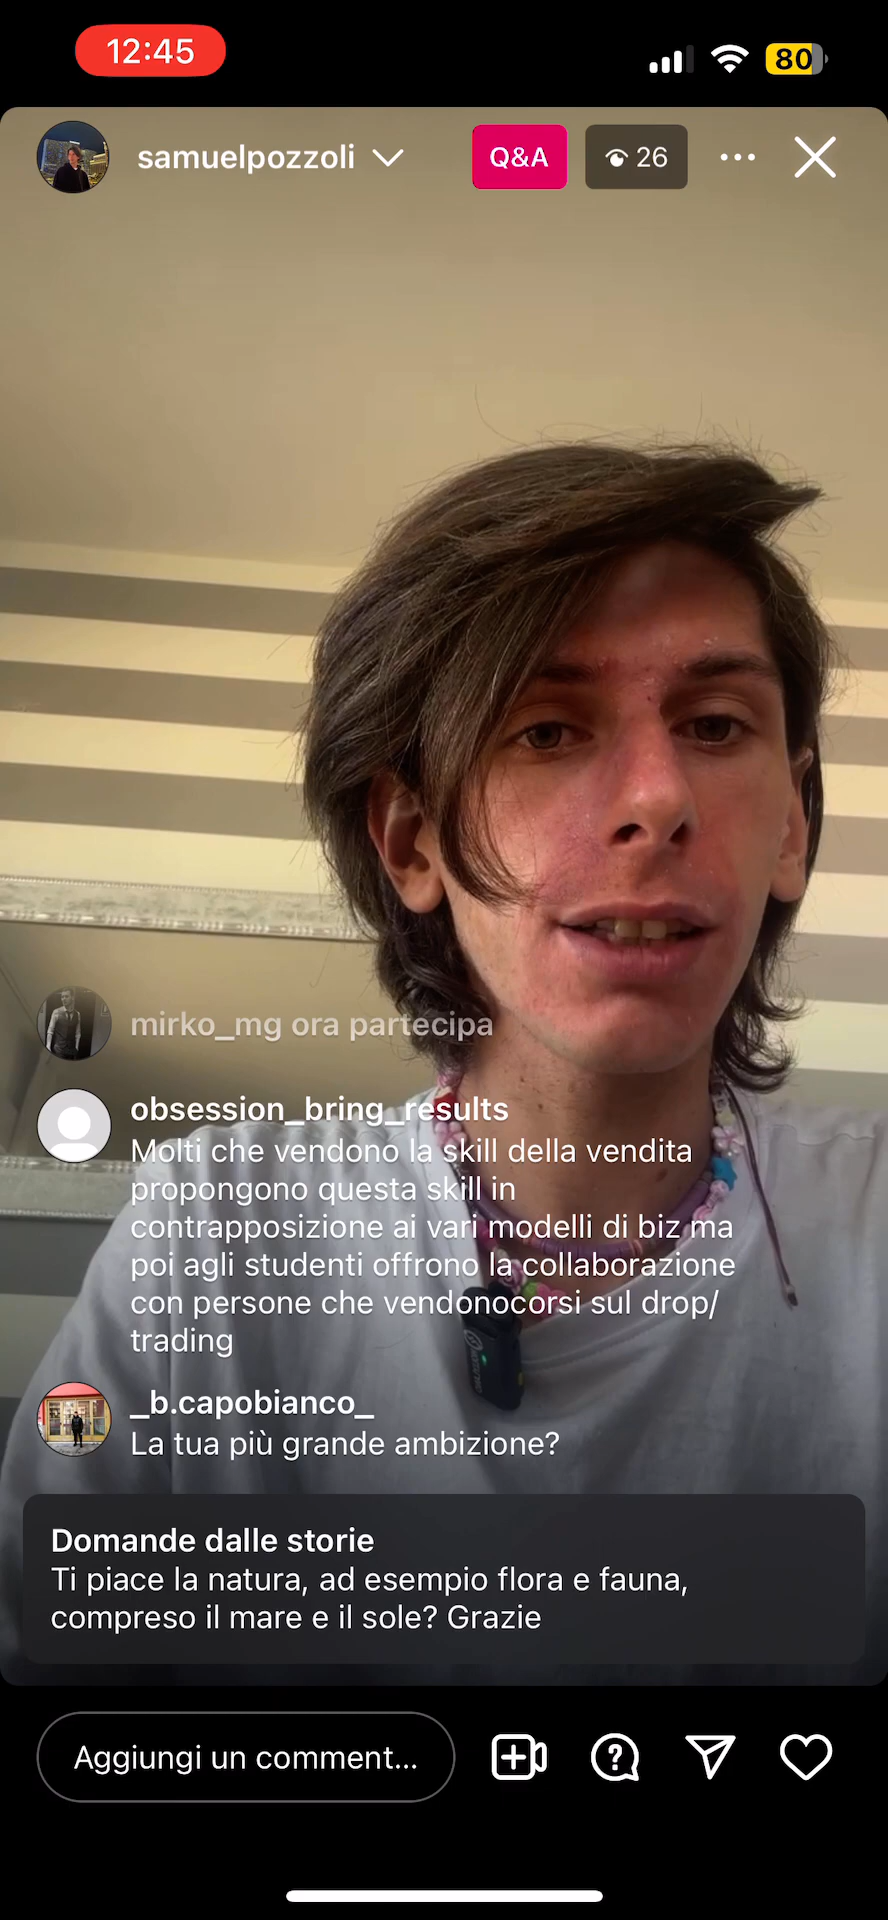 12:45
80
samuelpozzoli
Q&A
26
mirko_mg ora partecipa
obsession_bring_results
Molti che vendono la skill della vendita
propongono questa skill in
contrapposizione ai vari modelli di biz ma
poi agli studenti offrono la collaborazione
con persone che vendonocorsi sul drop/
trading
_b.capobianco_
La tua più grande ambizione?
Domande dalle storie
Ti piace la natura, ad esempio flora e fauna,
compreso il mare e il sole? Grazie
Aggiungi un comment...